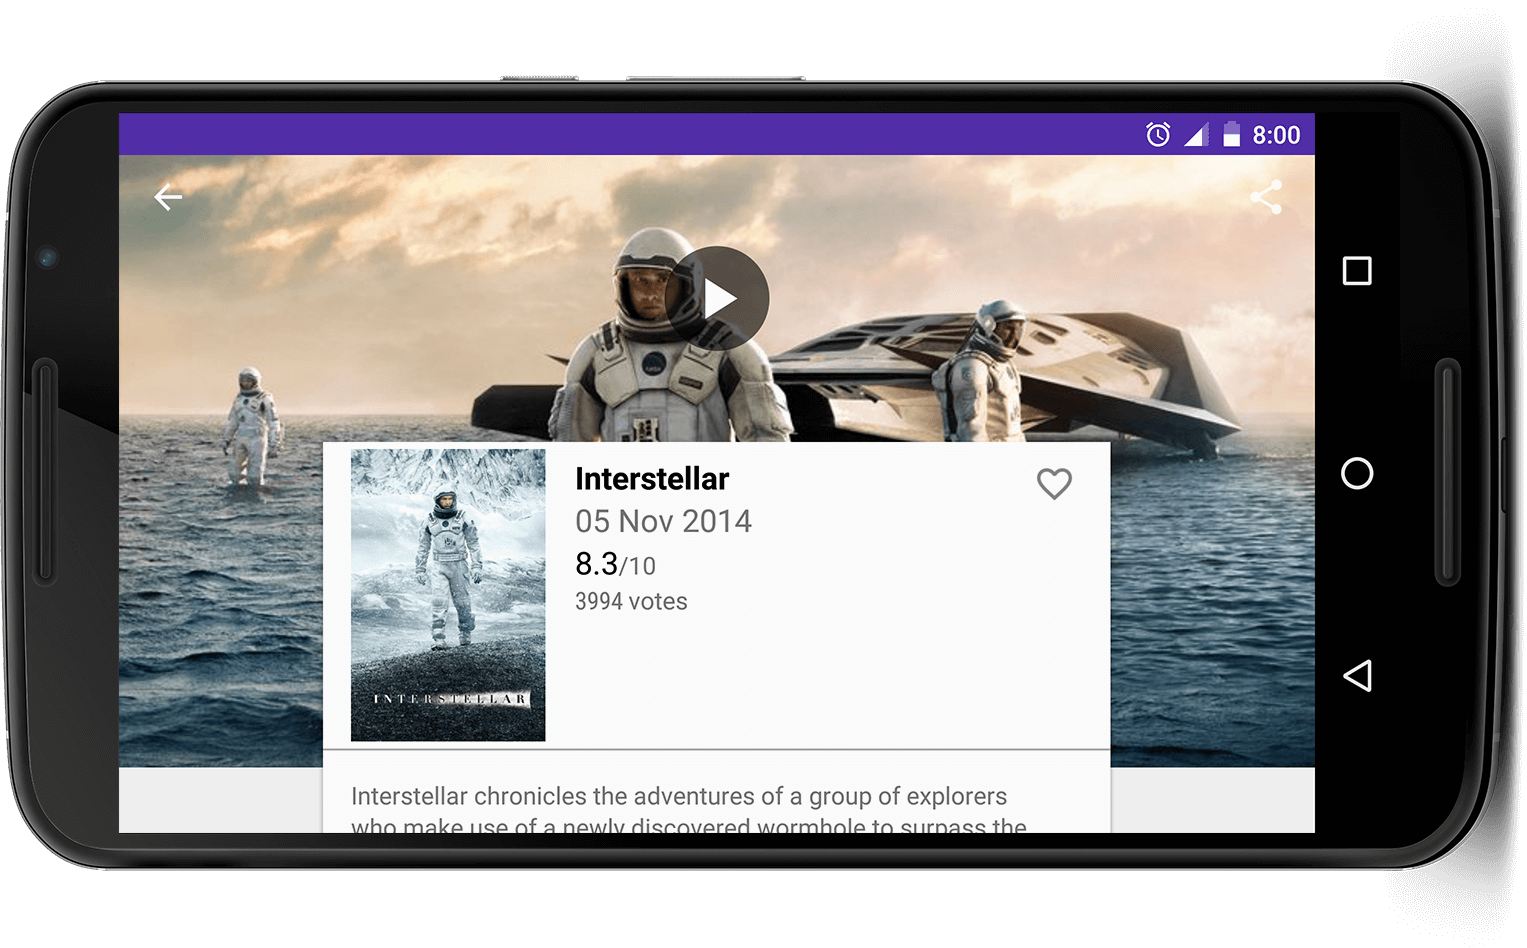 8:00
Interstellar
05 Nov 2014
8.3/10
3994 votes
INTERSTELLAR
Interstellar chronicles the adventures of a group of explorers
who make use of a newly discovered wormhole to surpass the